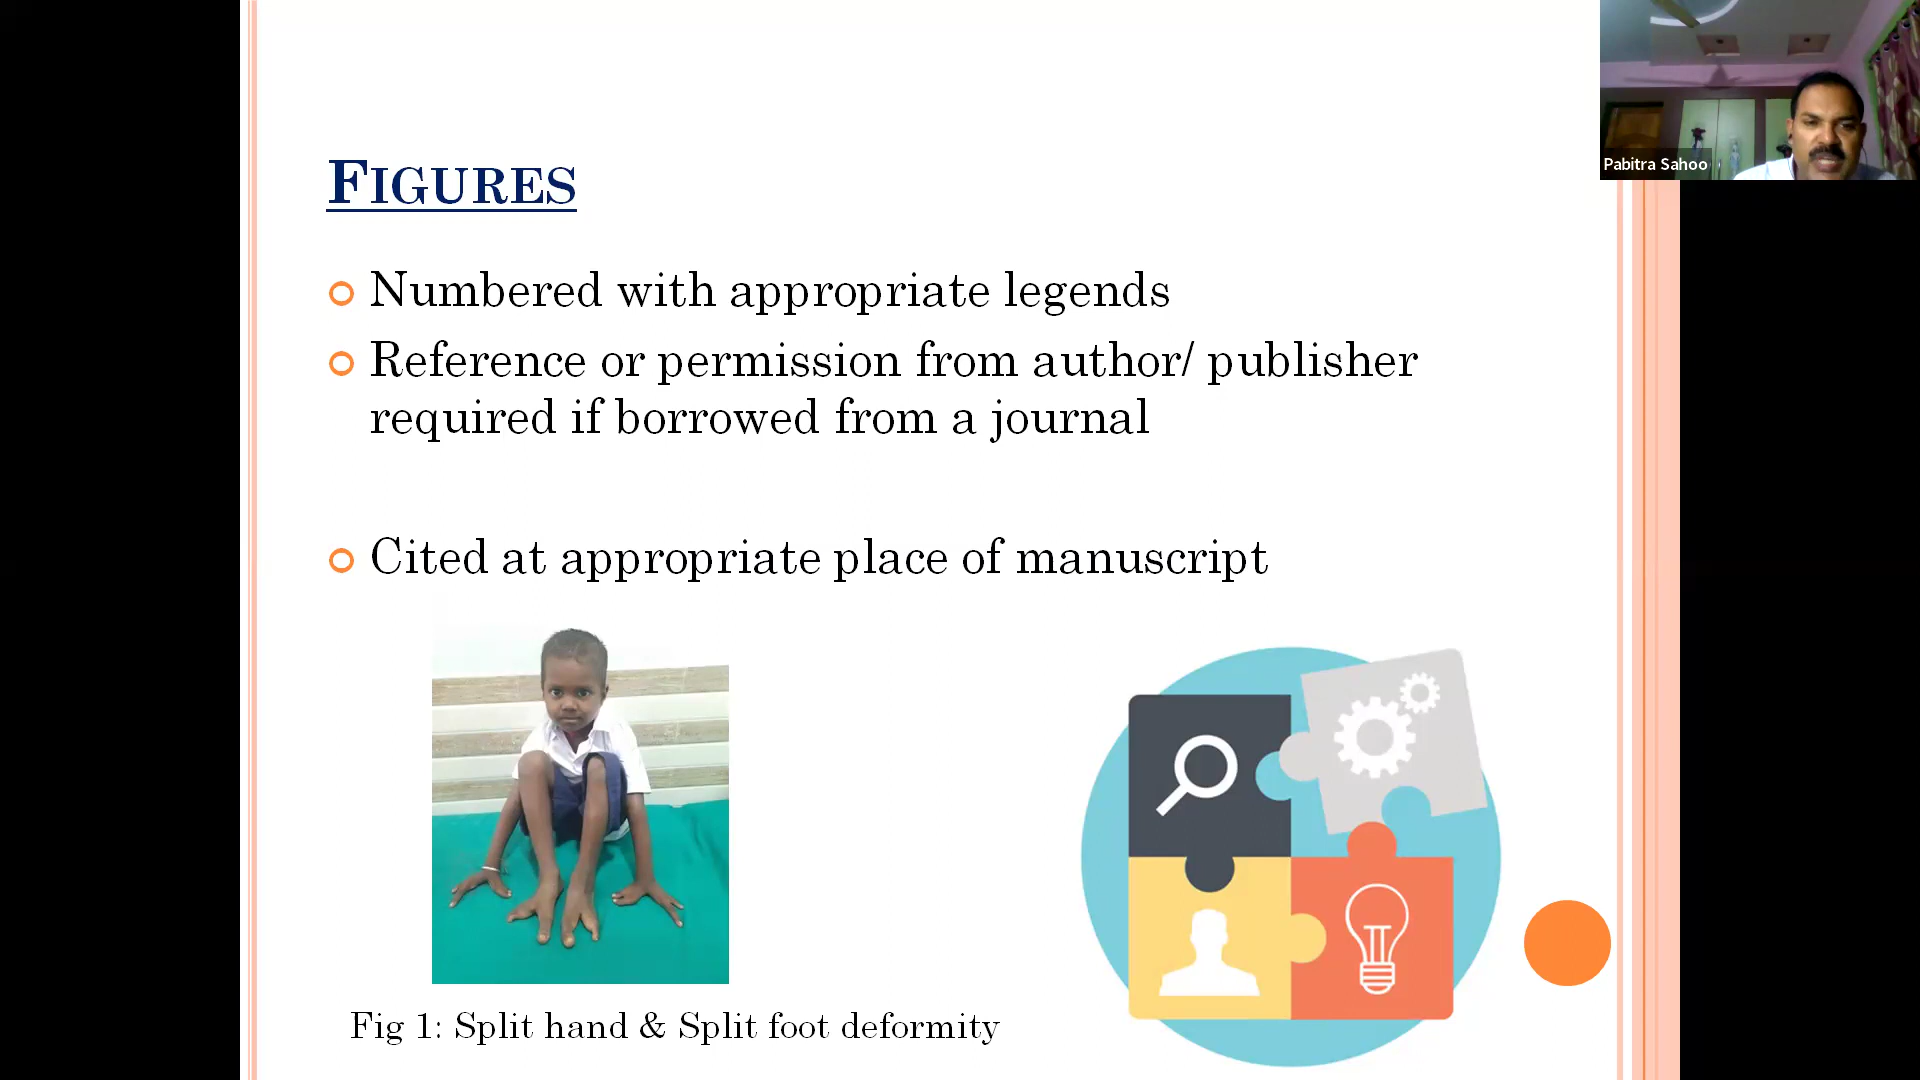 FIGURES
Numbered with appropriate legends
Reference or permission from author/ publisher
required if borrowed from a journal
Cited at appropriate place of manuscript
Fig 1: Split hand & Split foot deformity
Pabitra Sahoo